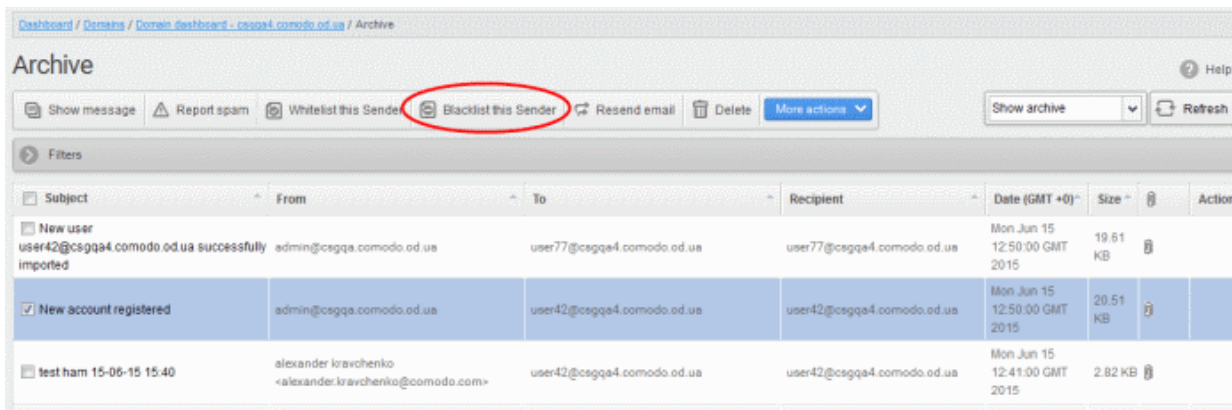 Dashboard / Domains / Domain dashboard - csgqa4.comodo.od.ua / Archive
Archive
Help
Show message Report spam Whitelist this Sender Blacklist this Sender Resend email Delete More actions Show archive Refresh
Filters
Subject From To Recipient Date (GMT +0) Size Action
New user
user42@csgqa4.comodo.od.ua successfully
imported
admin@csgqa.comodo.od.ua
user77@csgqa4.comodo.od.ua
user77@csgqa4.comodo.od.ua
Mon Jun 15
12:50:00 GMT
2015
19.61
KB
New account registered
admin@csgqa.comodo.od.ua
user42@csgqa4.comodo.od.ua
user42@csgqa4.comodo.od.ua
Mon Jun 15
12:50:00 GMT
2015
20.51
KB
test ham 15-06-15 15:40
alexander kravchenko
<alexander.kravchenko@comodo.com>
user42@csgqa4.comodo.od.ua
user42@csgqa4.comodo.od.ua
Mon Jun 15
12:41:00 GMT
2015
2.82 KB